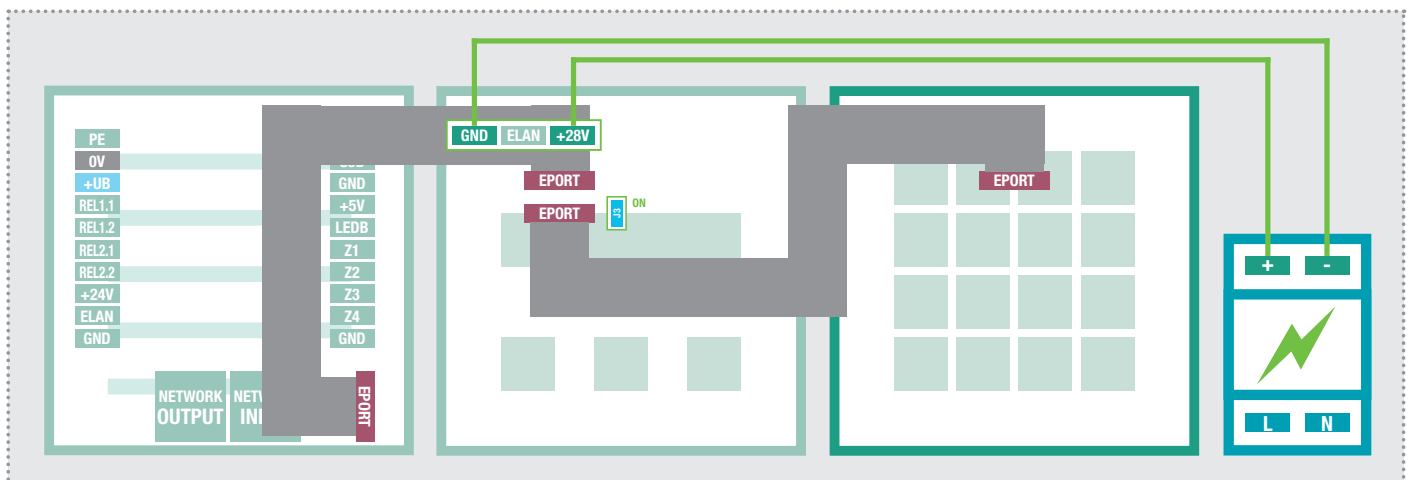 GND ELAN +28V
PE
0V
+UB
REL1.1
REL1.2
REL2.1
REL2.2
+24V
ELAN
GND
GND
+5V
LEDB
Z1
Z2
Z3
Z4
GND
NETWORK
OUTPUT
EPORT
EPORT
EPORT
J3 ON
EPORT
+ -
L N